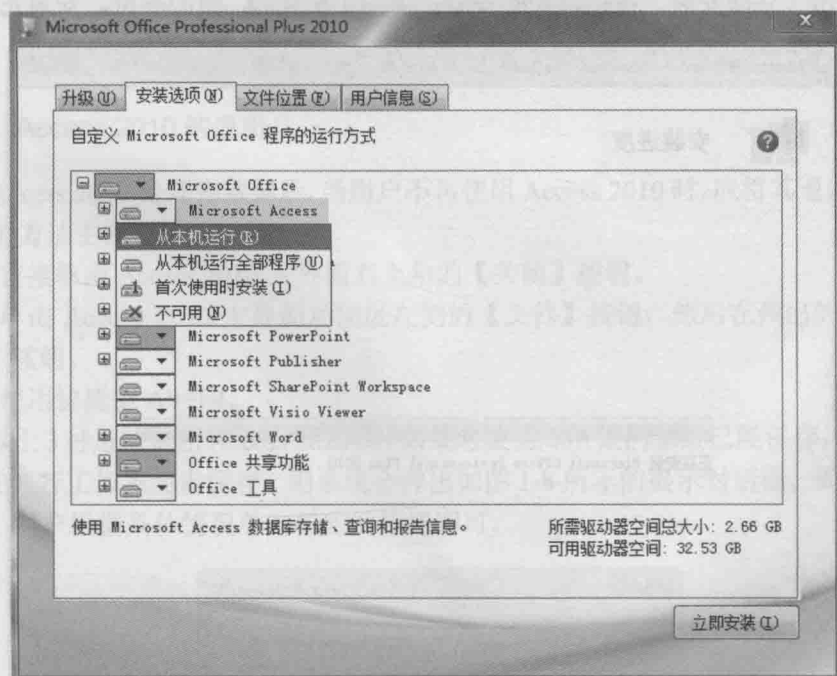 Microsoft Office Professional Plus 2010
升级(U) 安装选项(N) 文件位置(F) 用户信息(S)
自定义 Microsoft Office 程序的运行方式
Microsoft Office
Microsoft Access
从本机运行(R)
从本机运行全部程序(U)
首次使用时安装(I)
不可用(N)
Microsoft PowerPoint
Microsoft Publisher
Microsoft SharePoint Workspace
Microsoft Visio Viewer
Microsoft Word
Office 共享功能
Office 工具
使用 Microsoft Access 数据库存储、查询和报告信息。
所需驱动器空间总大小: 2.66 GB
可用驱动器空间: 32.53 GB
立即安装(I)